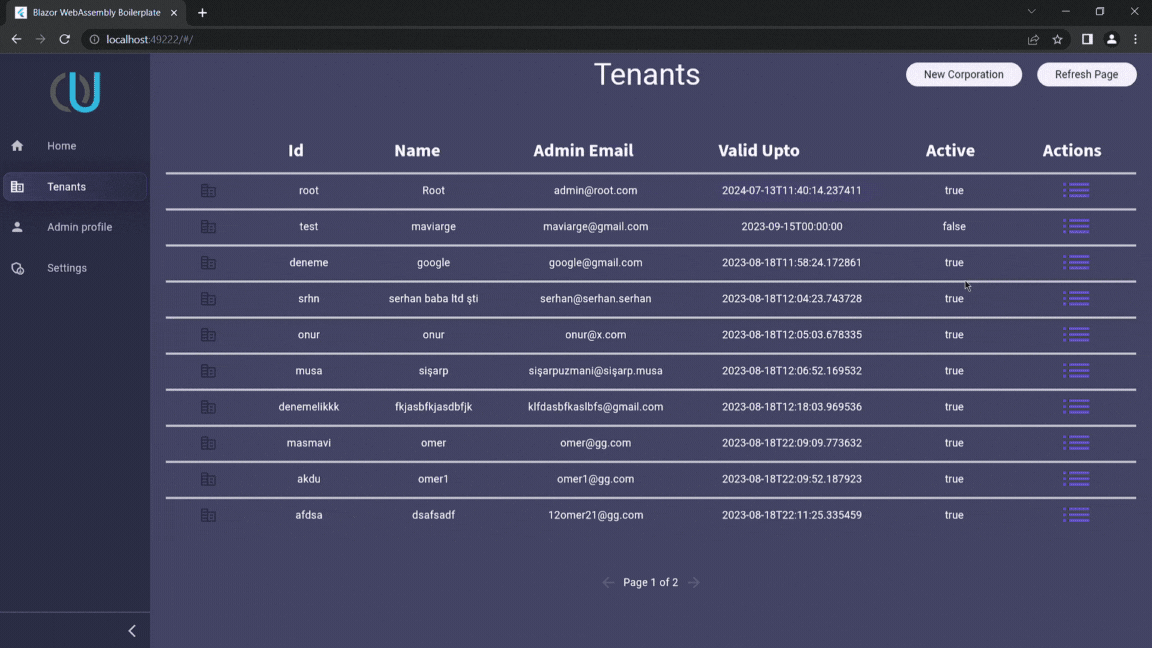 Blazor WebAssembly Boilerplate
localhost:49222/#/
Tenants
New Corporation
Refresh Page
Home
Tenants
Admin profile
Settings
Id Name Admin Email Valid Upto Active Actions
root Root admin@root.com 2024-07-13T11:40:14.237411 true
test maviarge maviarge@gmail.com 2023-09-15T00:00:00 false
deneme google google@gmail.com 2023-08-18T11:58:24.172861 true
srhn serhan baba ltd şti serhan@serhan.serhan 2023-08-18T12:04:23.743728 true
onur onur onur@x.com 2023-08-18T12:05:03.678335 true
musa sişarp sişarpuzmani@sişarp.musa 2023-08-18T12:06:52.169532 true
denemelikkk fkjasbfkjasdbfjk klfdasbfkaslbfs@gmail.com 2023-08-18T12:18:03.969536 true
masmavi omer omer@gg.com 2023-08-18T22:09:09.773632 true
akdu omer1 omer1@gg.com 2023-08-18T22:09:52.187923 true
afdsa dsafsadf 12omer21@gg.com 2023-08-18T22:11:25.335459 true
Page 1 of 2